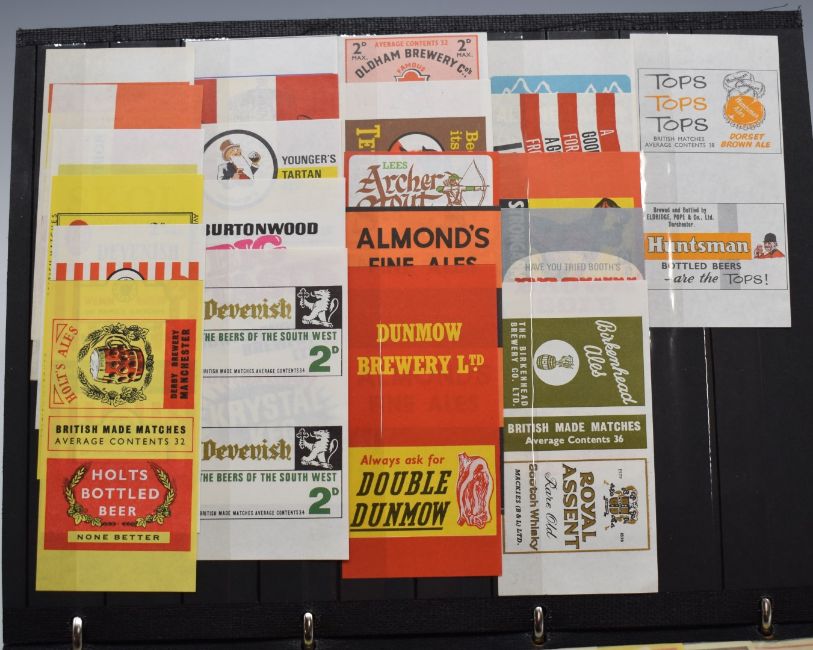 2D MAX.
AVERAGE CONTENTS 32
2D MAX.
OLDHAM BREWERY Co's
FAMOUS
YOUNGER'S
TARTAN
BURTONWOOD
Devenish
THE BEERS OF THE SOUTH WEST
2D
BRITISH MADE MATCHES AVERAGE CONTENTS 34
Devenish
THE BEERS OF THE SOUTH WEST
2D
BRITISH MADE MATCHES AVERAGE CONTENTS 34
HOLT'S ALES
DERBY BREWERY
MANCHESTER
BRITISH MADE MATCHES
AVERAGE CONTENTS 32
HOLTS
BOTTLED
BEER
NONE BETTER
LEES
Archer
Stout
ALMOND'S
FINE ALES
DUNMOW
BREWERY LTD
Always ask for
DOUBLE
DUNMOW
A
GOOD
FOR
HAVE YOU TRIED BOOTH'S
Birkenhead
Ales
THE BIRKENHEAD
BREWERY CO. LTD.
BRITISH MADE MATCHES
Average Contents 36
ROYAL
ASSENT
Rare Old
Scotch Whisky
MACKIES (B & L) LTD.
TOPS
TOPS
TOPS
BRITISH MATCHES
AVERAGE CONTENTS 38
DORSET
BROWN ALE
Brewed and Bottled by
ELDRIDGE, POPE & Co., Ltd.
Dorchester
Huntsman
BOTTLED BEERS
-are the TOPS!